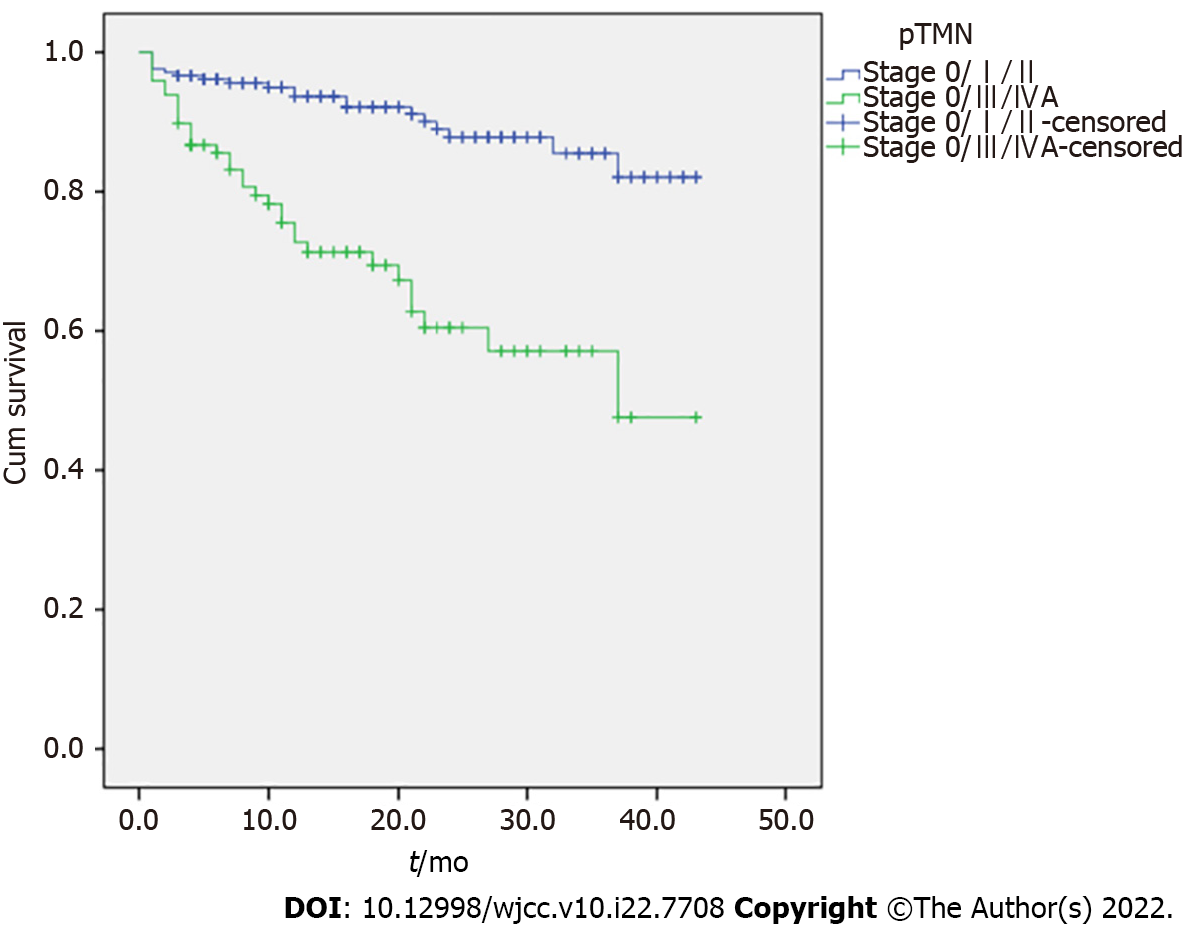 pTMN
Stage 0/ Ⅰ / Ⅱ
Stage 0/Ⅲ/ⅣA
Stage 0/ Ⅰ / Ⅱ -censored
Stage 0/Ⅲ/ⅣA-censored
1.0
0.8
0.6
0.4
0.2
0.0
Cum survival
0.0 10.0 20.0 30.0 40.0 50.0
t/mo
DOI: 10.12998/wjcc.v10.i22.7708 Copyright ©The Author(s) 2022.